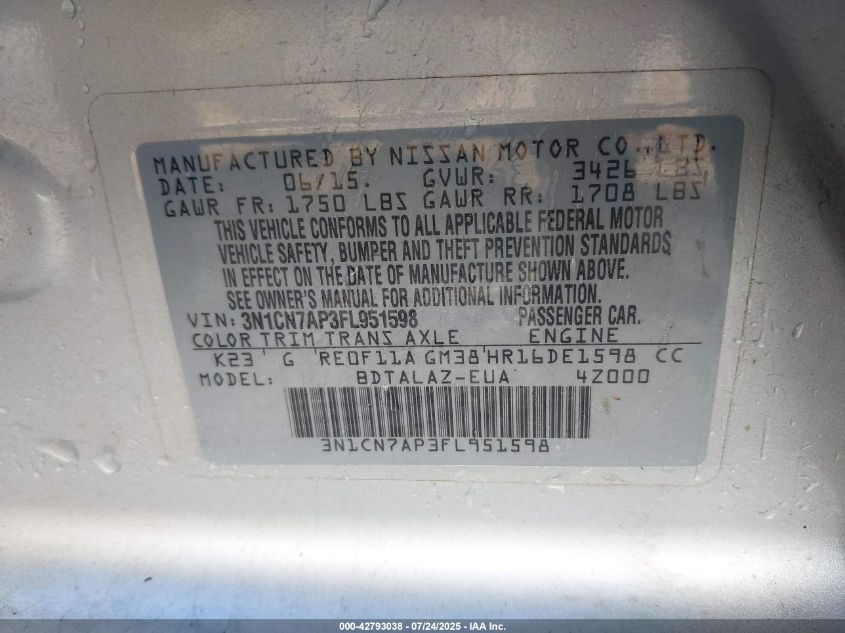 MANUFACTURED BY NISSAN MOTOR CO.,LTD.
DATE: 06/15. GVWR: 3426 LBS
GAWR FR: 1750 LBS GAWR RR: 1708 LBS
THIS VEHICLE CONFORMS TO ALL APPLICABLE FEDERAL MOTOR
VEHICLE SAFETY, BUMPER AND THEFT PREVENTION STANDARDS
IN EFFECT ON THE DATE OF MANUFACTURE SHOWN ABOVE.
SEE OWNER'S MANUAL FOR ADDITIONAL INFORMATION.
VIN: 3N1CN7AP3FL951598 PASSENGER CAR.
COLOR TRIM TRANS AXLE ENGINE
K23 G RE0F11A GM38 HR16DE1598 CC
MODEL: BDTALAZ-EUA 4Z000
3N1CN7AP3FL951598
000-42793038 - 07/24/2025 - IAA Inc.